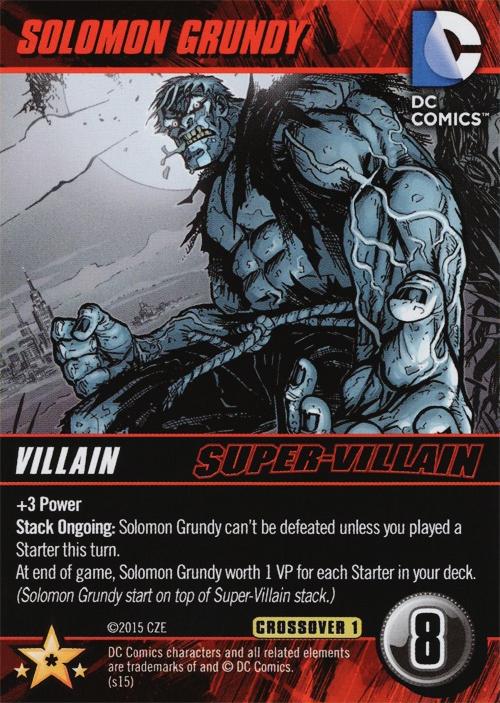 SOLOMON GRUNDY
DC
DC
COMICS™
VILLAIN
SUPER-VILLAIN
+3 Power
Stack Ongoing: Solomon Grundy can't be defeated unless you played a
Starter this turn.
At end of game, Solomon Grundy worth 1 VP for each Starter in your deck.
(Solomon Grundy start on top of Super-Villain stack.)
©2015 CZE
CROSSOVER 1
8
*
DC Comics characters and all related elements
are trademarks of and © DC Comics.
(s15)